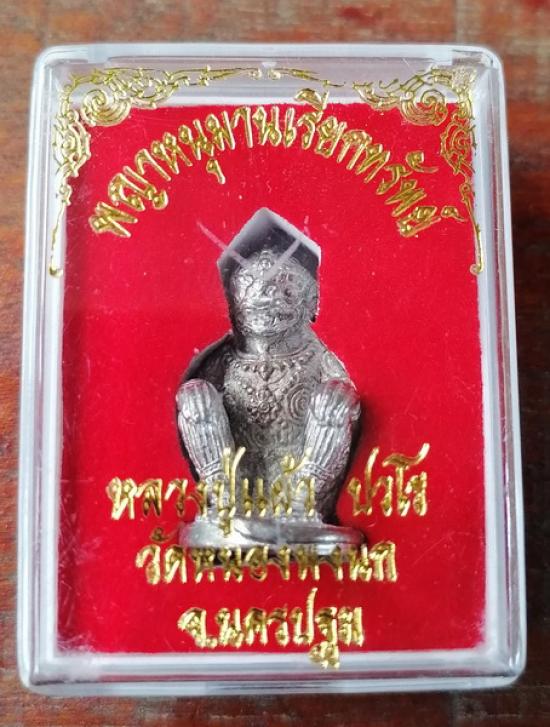 พญาหนุมานเรียกทรัพย์
หลวงปู่แผ้ว ปวโร
วัดหนองพงนก
จ.นครปฐม